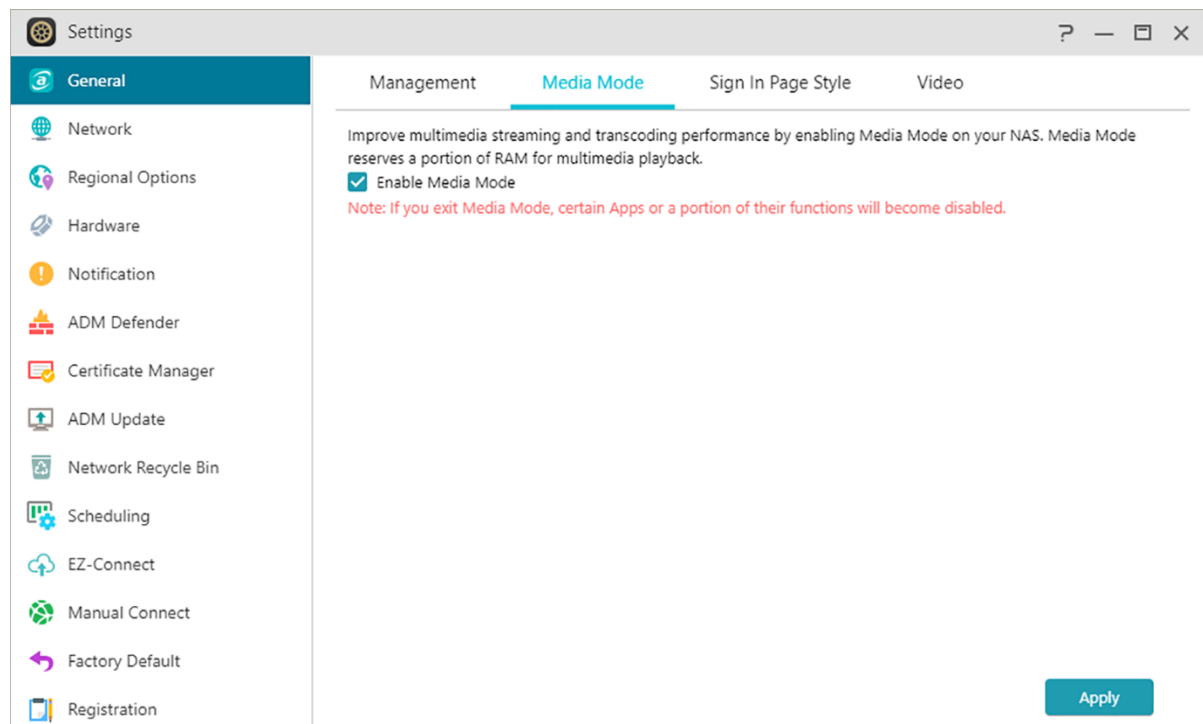 Settings
General
Network
Regional Options
Hardware
Notification
ADM Defender
Certificate Manager
ADM Update
Network Recycle Bin
Scheduling
EZ-Connect
Manual Connect
Factory Default
Registration
Management
Media Mode
Sign In Page Style
Video
Improve multimedia streaming and transcoding performance by enabling Media Mode on your NAS. Media Mode
reserves a portion of RAM for multimedia playback.
Enable Media Mode
Note: If you exit Media Mode, certain Apps or a portion of their functions will become disabled.
Apply